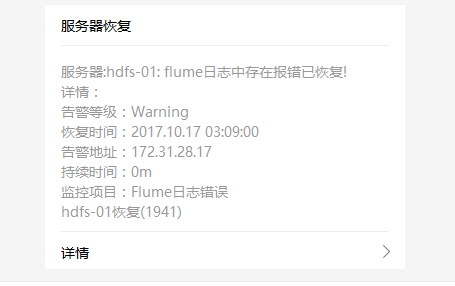 服务器恢复
服务器:hdfs-01: flume日志中存在报错已恢复!
详情：
告警等级：Warning
恢复时间：2017.10.17 03:09:00
告警地址：172.31.28.17
持续时间：0m
监控项目：Flume日志错误
hdfs-01恢复(1941)
详情